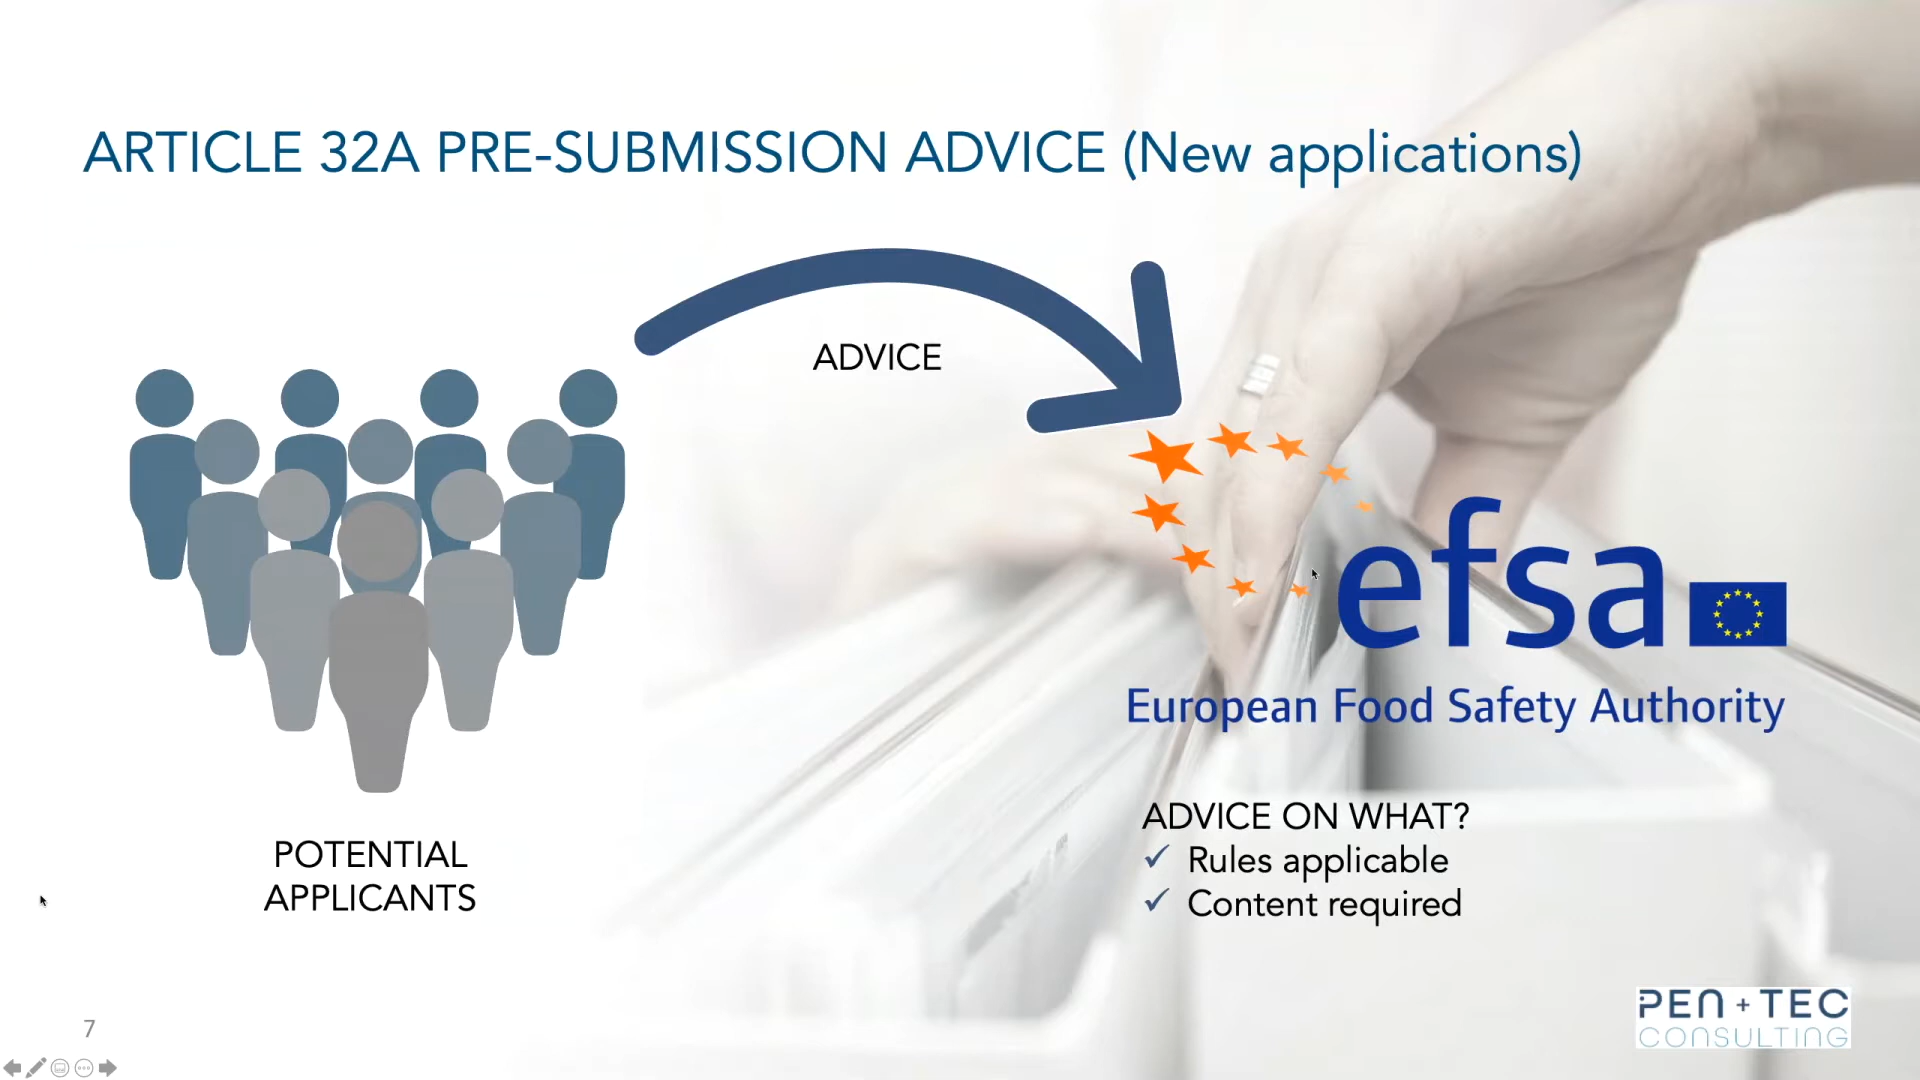 ARTICLE 32A PRE-SUBMISSION ADVICE (New applications)
ADVICE
efsa
European Food Safety Authority
POTENTIAL
APPLICANTS
ADVICE ON WHAT?
✓ Rules applicable
✓ Content required
7
PEN + TEC
CONSULTING